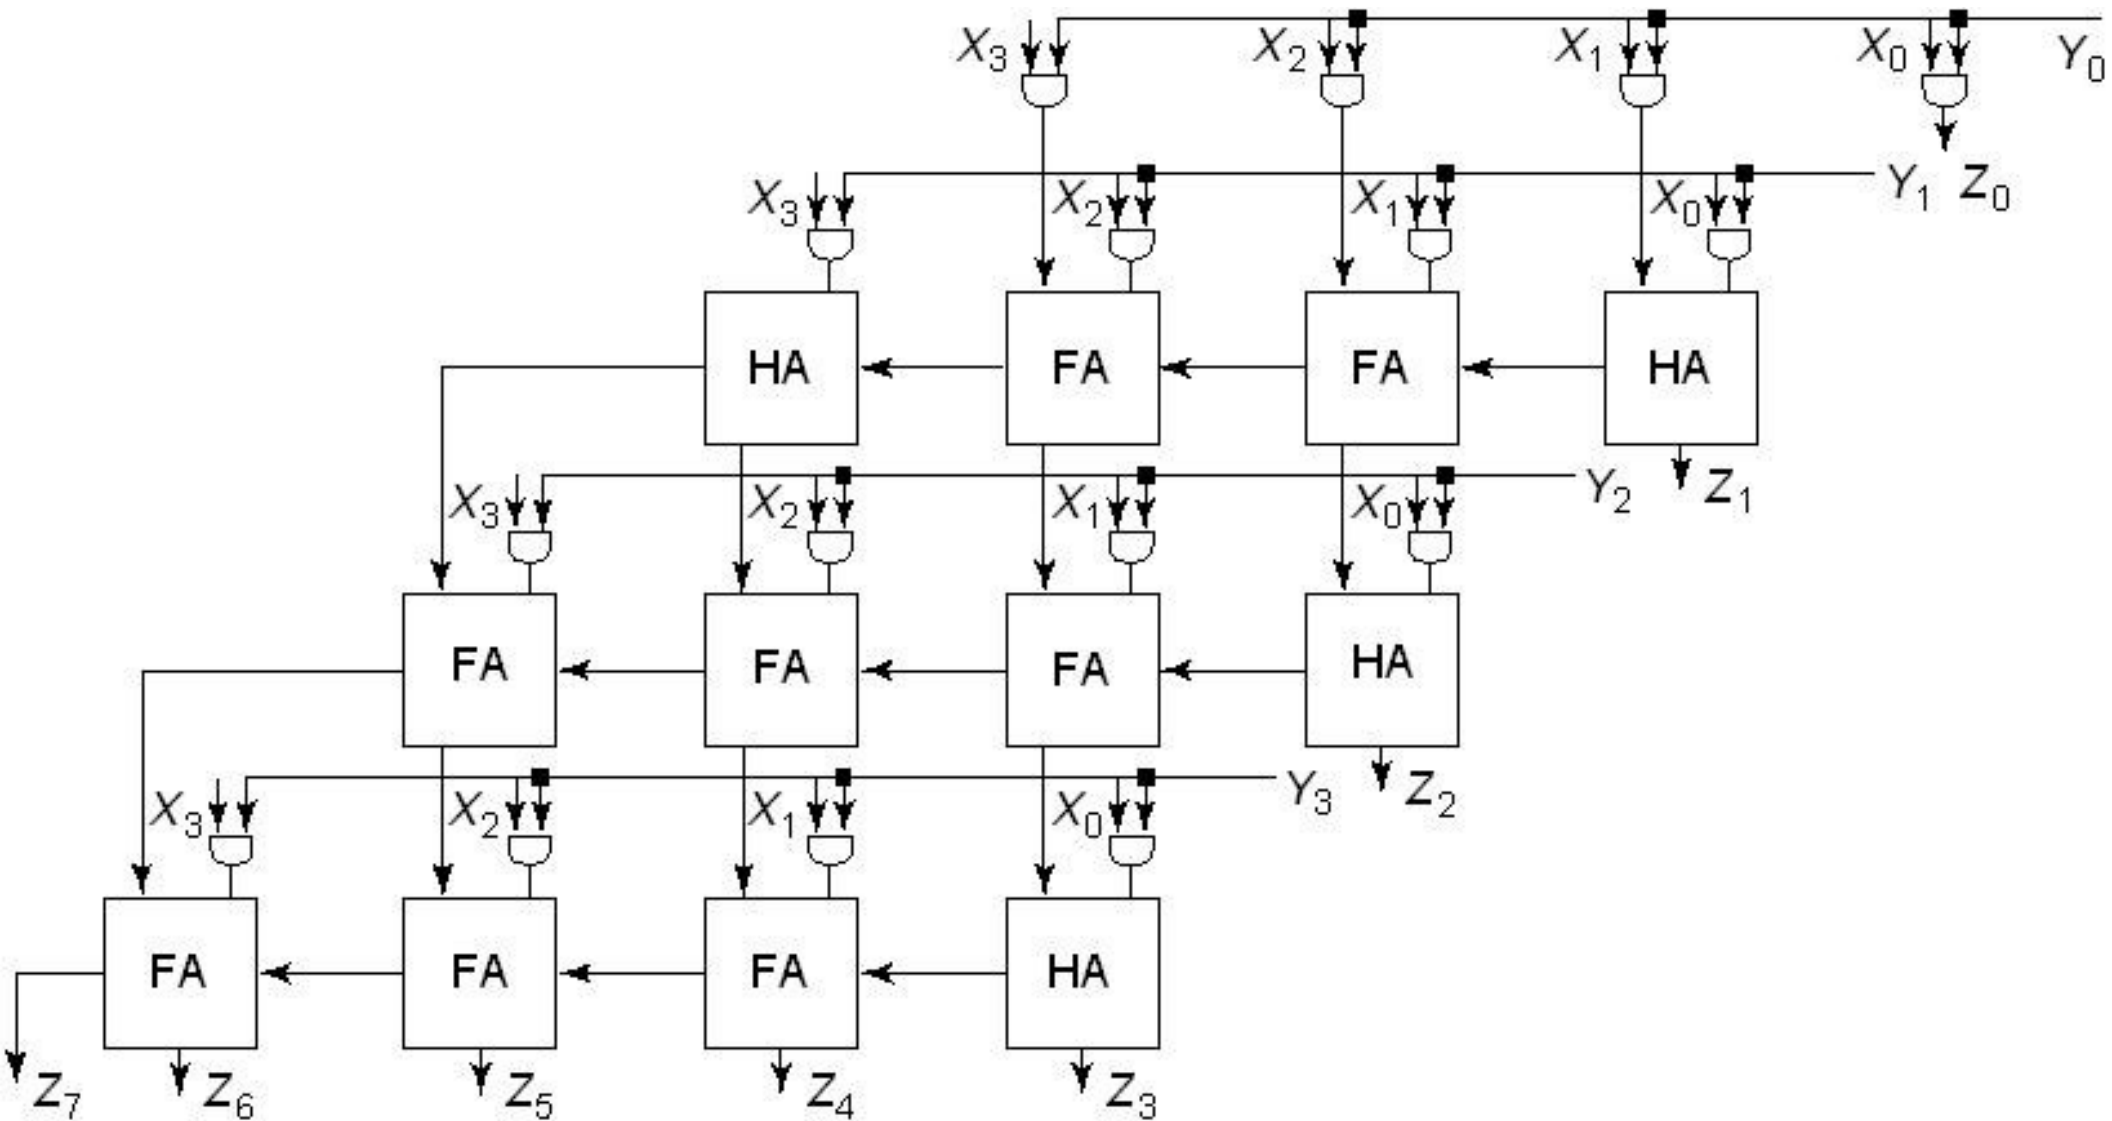 X3 X2 X1 X0 Y0
X3 X2 X1 X0 Y1 Z0
HA FA FA HA
X3 X2 X1 X0 Y2 Z1
FA FA FA HA
X3 X2 X1 X0 Y3 Z2
FA FA FA HA
Z7 Z6 Z5 Z4 Z3